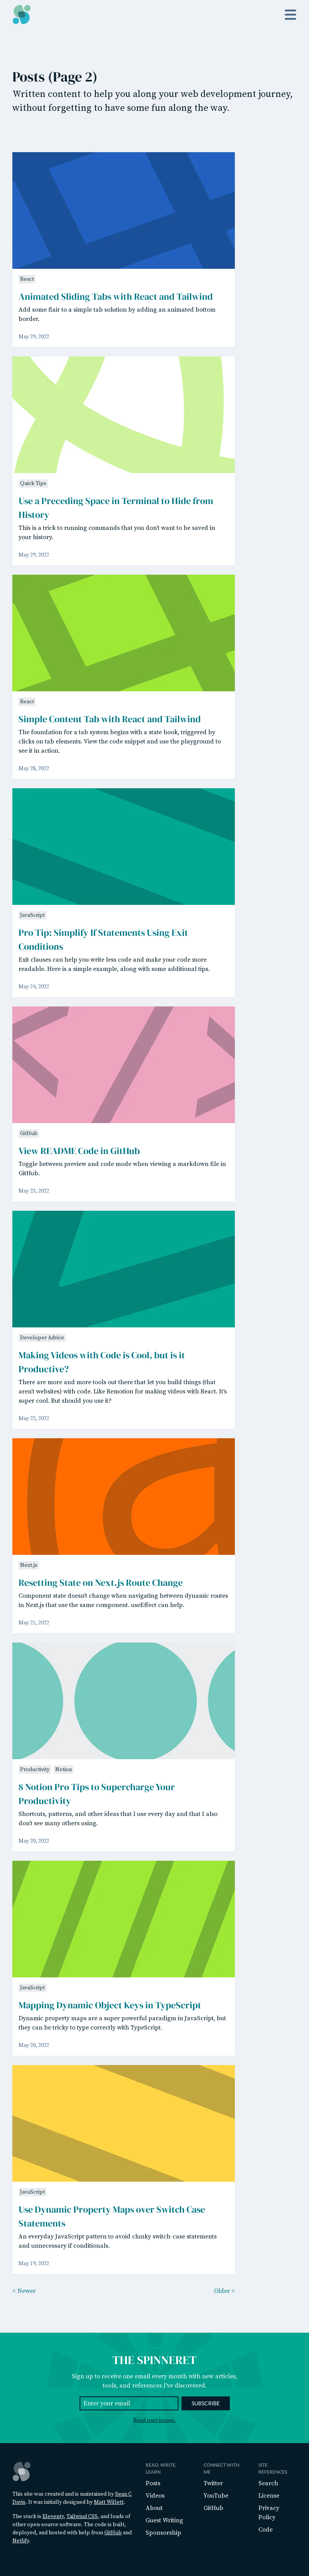 Posts (Page 2)
Written content to help you along your web development journey,
without forgetting to have some fun along the way.
React
Animated Sliding Tabs with React and Tailwind
Add some flair to a simple tab solution by adding an animated bottom
border.
May 29, 2022
Quick Tips
Use a Preceding Space in Terminal to Hide from
History
This is a trick to running commands that you don't want to be saved in
your history.
May 29, 2022
React
Simple Content Tab with React and Tailwind
The foundation for a tab system begins with a state hook, triggered by
clicks on tab elements. View the code snippet and use the playground to
see it in action.
May 28, 2022
JavaScript
Pro Tip: Simplify If Statements Using Exit
Conditions
Exit clauses can help you write less code and make your code more
readable. Here is a simple example, along with some additional tips.
May 24, 2022
GitHub
View README Code in GitHub
Toggle between preview and code mode when viewing a markdown file in
GitHub.
May 23, 2022
Developer Advice
Making Videos with Code is Cool, but is it
Productive?
There are more and more tools out there that let you build things (that
aren't websites) with code. Like Remotion for making videos with React. It's
super cool. But should you use it?
May 22, 2022
Next.js
Resetting State on Next.js Route Change
Component state doesn't change when navigating between dynamic routes
in Next.js that use the same component. useEffect can help.
May 21, 2022
Productivity Notion
8 Notion Pro Tips to Supercharge Your
Productivity
Shortcuts, patterns, and other ideas that I use every day and that I also
don't see many others using.
May 20, 2022
JavaScript
Mapping Dynamic Object Keys in TypeScript
Dynamic property maps are a super powerful paradigm in JavaScript, but
they can be tricky to type correctly with TypeScript.
May 20, 2022
JavaScript
Use Dynamic Property Maps over Switch Case
Statements
An everyday JavaScript pattern to avoid clunky switch-case statements
and unnecessary if conditionals.
May 19, 2022
< Newer
Older >
THE SPINNERET
Sign up to receive one email every month with new articles,
tools, and references I've discovered.
Enter your email
SUBSCRIBE
Read past issues.
This site was created and is maintained by Sean C
Davis. It was initially designed by Matt Willett.
The stack is Eleventy, Tailwind CSS, and loads of
other open-source software. The code is built,
deployed, and hosted with help from GitHub and
Netlify.
READ, WRITE,
LEARN
Posts
Videos
About
Guest Writing
Sponsorship
CONNECT WITH
ME
Twitter
YouTube
GitHub
SITE
REFERENCES
Search
License
Privacy
Policy
Code